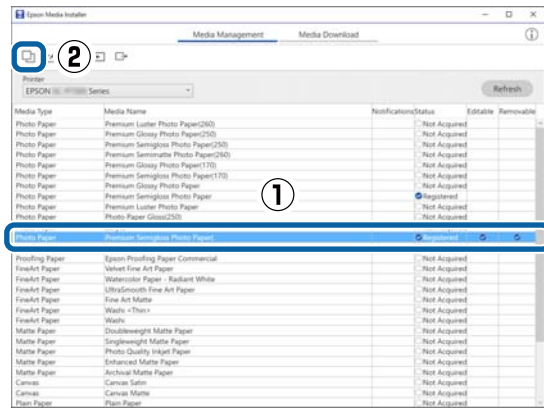 Epson Media Installer
Media Management Media Download
②
Printer
EPSON Series
Refresh
Media Type Media Name Notifications Status Editable Removable
Photo Paper Premium Luster Photo Paper(260) Not Acquired
Photo Paper Premium Glossy Photo Paper(250) Not Acquired
Photo Paper Premium Semigloss Photo Paper(250) Not Acquired
Photo Paper Premium Semimatte Photo Paper(260) Not Acquired
Photo Paper Premium Glossy Photo Paper(170) Not Acquired
Photo Paper Premium Semigloss Photo Paper(170) Not Acquired
Photo Paper Premium Glossy Photo Paper Not Acquired
Photo Paper Premium Semigloss Photo Paper Registered
Photo Paper Premium Luster Photo Paper Not Acquired
Photo Paper Photo Paper Gloss(250) Not Acquired
①
Photo Paper Premium Semigloss Photo Paper( Registered
Proofing Paper Epson Proofing Paper Commercial Not Acquired
FineArt Paper Velvet Fine Art Paper Not Acquired
FineArt Paper Watercolor Paper - Radiant White Not Acquired
FineArt Paper UltraSmooth Fine Art Paper Not Acquired
FineArt Paper Fine Art Matte Not Acquired
FineArt Paper Washi <Thin> Not Acquired
FineArt Paper Washi Not Acquired
Matte Paper Doubleweight Matte Paper Not Acquired
Matte Paper Singleweight Matte Paper Not Acquired
Matte Paper Photo Quality Inkjet Paper Not Acquired
Matte Paper Enhanced Matte Paper Not Acquired
Matte Paper Archival Matte Paper Not Acquired
Canvas Canvas Satin Not Acquired
Canvas Canvas Matte Not Acquired
Plain Paper Plain Paper Not Acquired